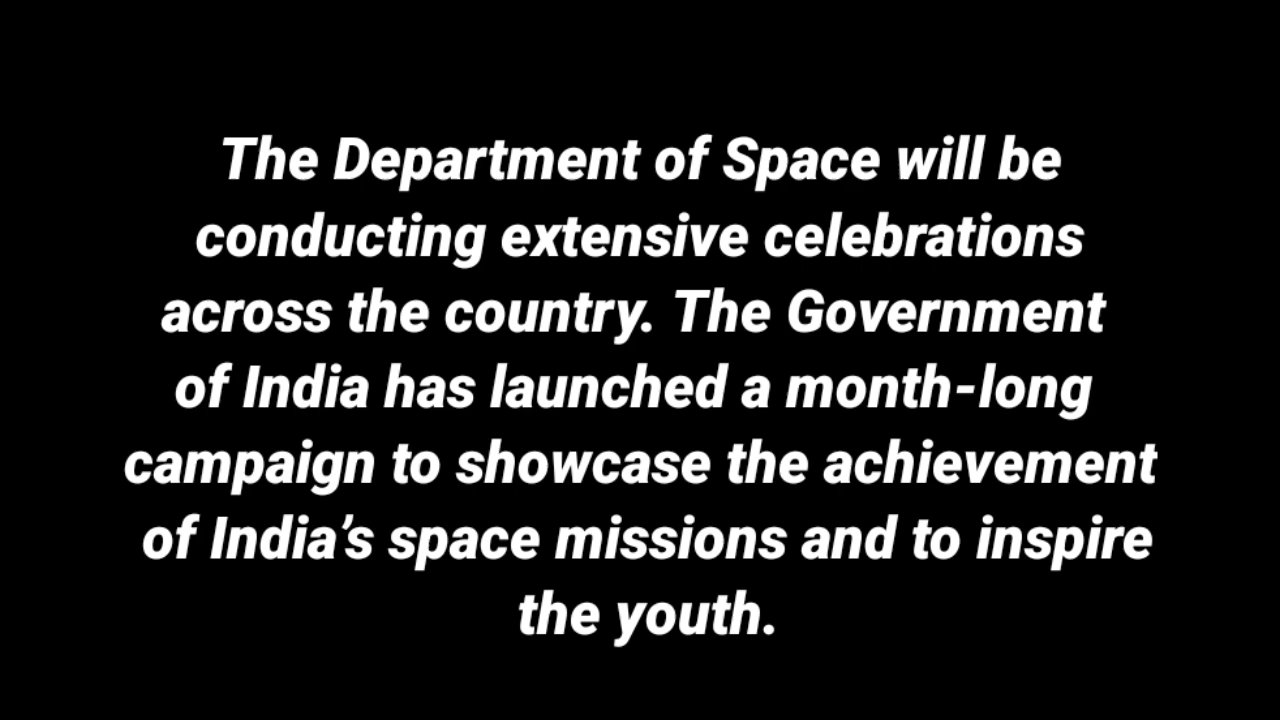 The Department of Space will be
conducting extensive celebrations
across the country. The Government
of India has launched a month-long
campaign to showcase the achievement
of India’s space missions and to inspire
the youth.